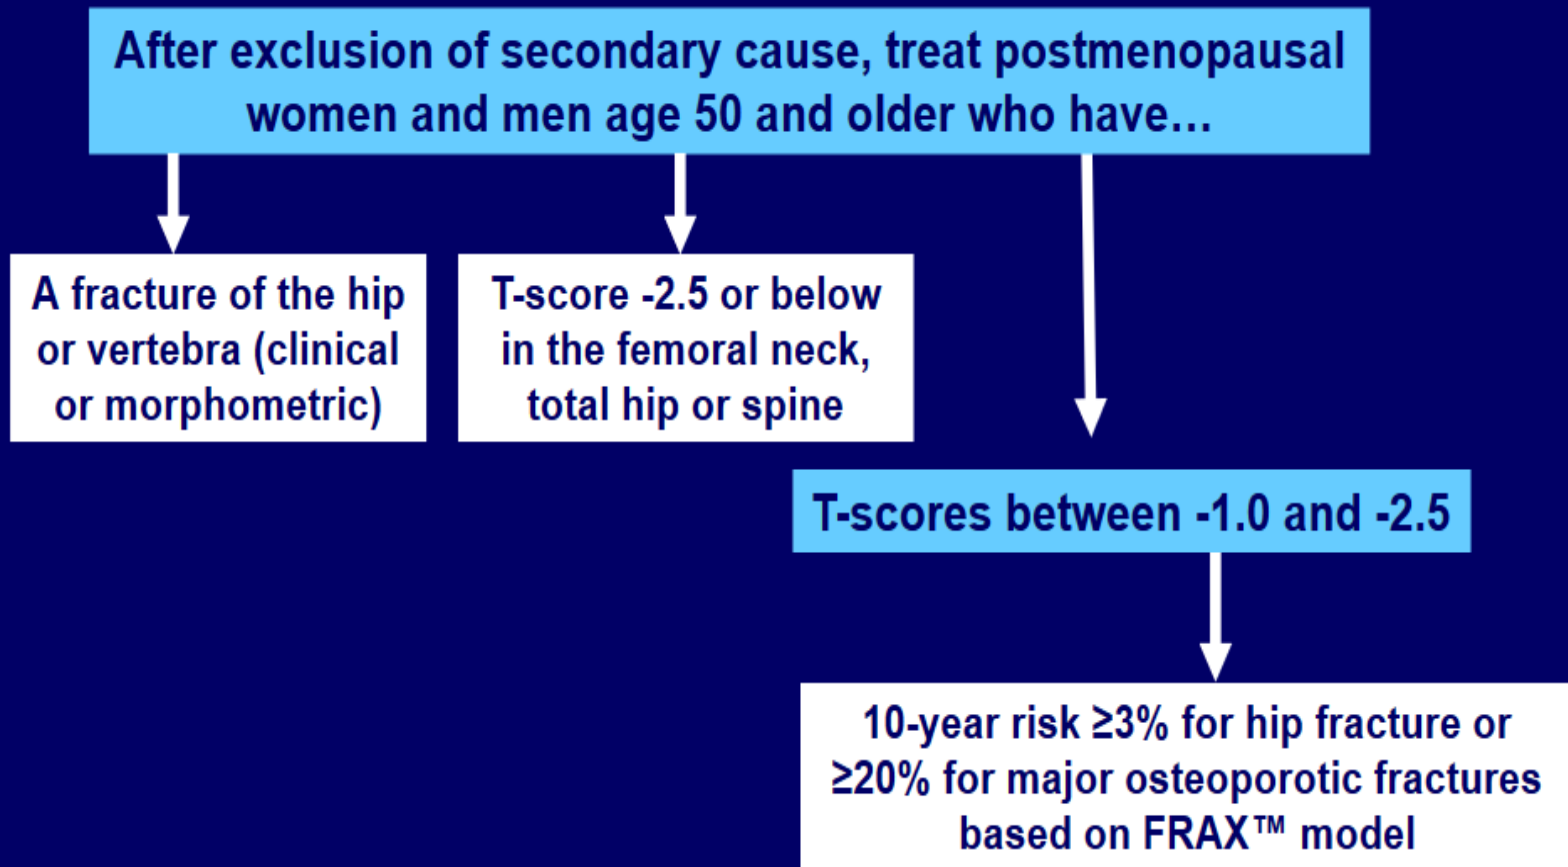 After exclusion of secondary cause, treat postmenopausal
women and men age 50 and older who have…
A fracture of the hip
or vertebra (clinical
or morphometric)
T-score -2.5 or below
in the femoral neck,
total hip or spine
T-scores between -1.0 and -2.5
10-year risk ≥3% for hip fracture or
≥20% for major osteoporotic fractures
based on FRAX™ model